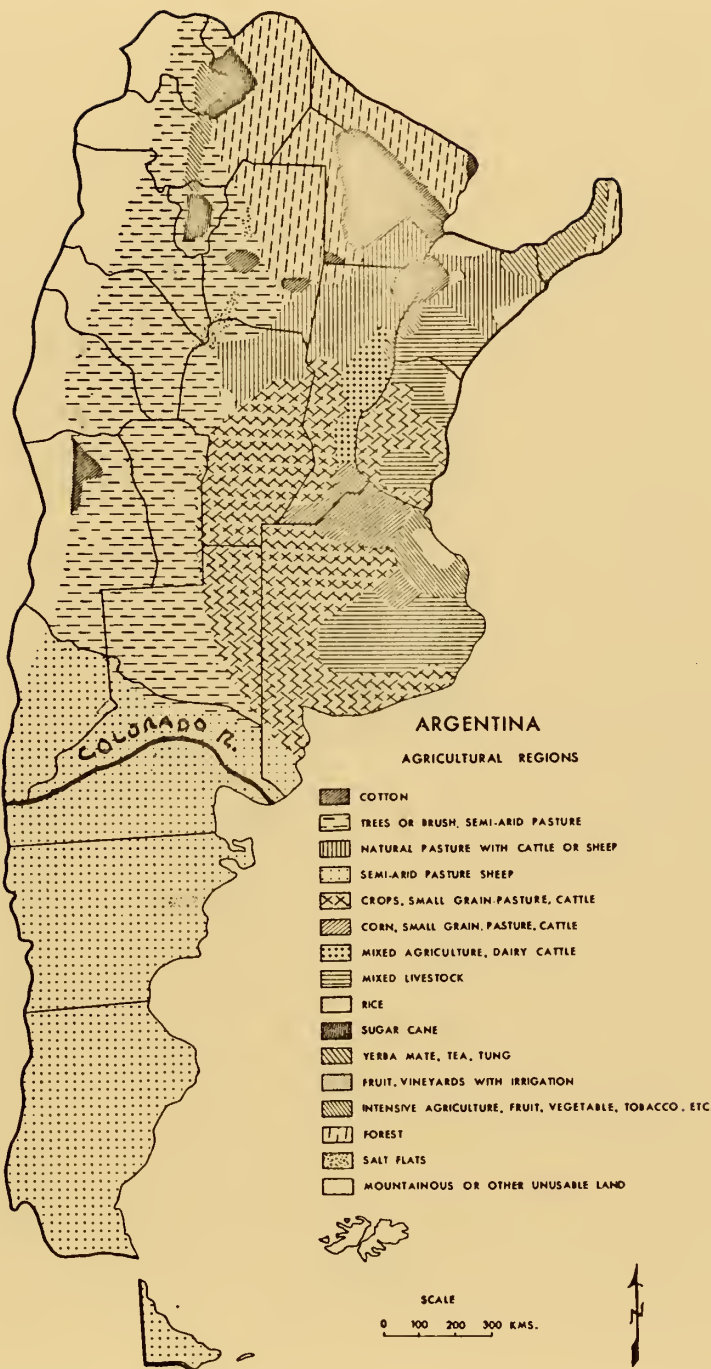 COLORADO R.
ARGENTINA
AGRICULTURAL REGIONS
COTTON
TREES OR BRUSH, SEMI-ARID PASTURE
NATURAL PASTURE WITH CATTLE OR SHEEP
SEMI-ARID PASTURE SHEEP
CROPS, SMALL GRAIN-PASTURE, CATTLE
CORN, SMALL GRAIN, PASTURE, CATTLE
MIXED AGRICULTURE, DAIRY CATTLE
MIXED LIVESTOCK
RICE
SUGAR CANE
YERBA MATE, TEA, TUNG
FRUIT, VINEYARDS WITH IRRIGATION
INTENSIVE AGRICULTURE, FRUIT, VEGETABLE, TOBACCO, ETC
FOREST
SALT FLATS
MOUNTAINOUS OR OTHER UNUSABLE LAND
SCALE
0 100 200 300 KMS.
N